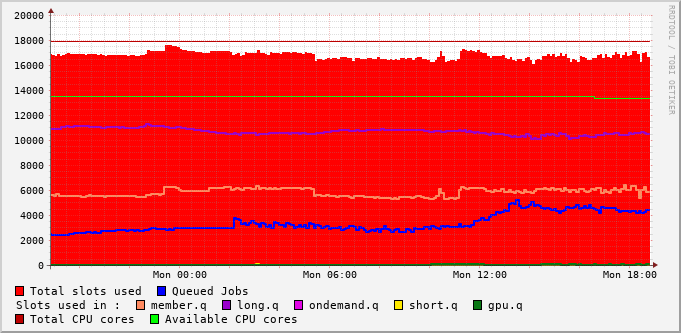 RRDTOOL / TOBI OETIKER
20000
18000
16000
14000
12000
10000
8000
6000
4000
2000
0
Mon 00:00 Mon 06:00 Mon 12:00 Mon 18:00
Total slots used Queued Jobs
Slots used in : member.q long.q ondemand.q short.q gpu.q
Total CPU cores Available CPU cores